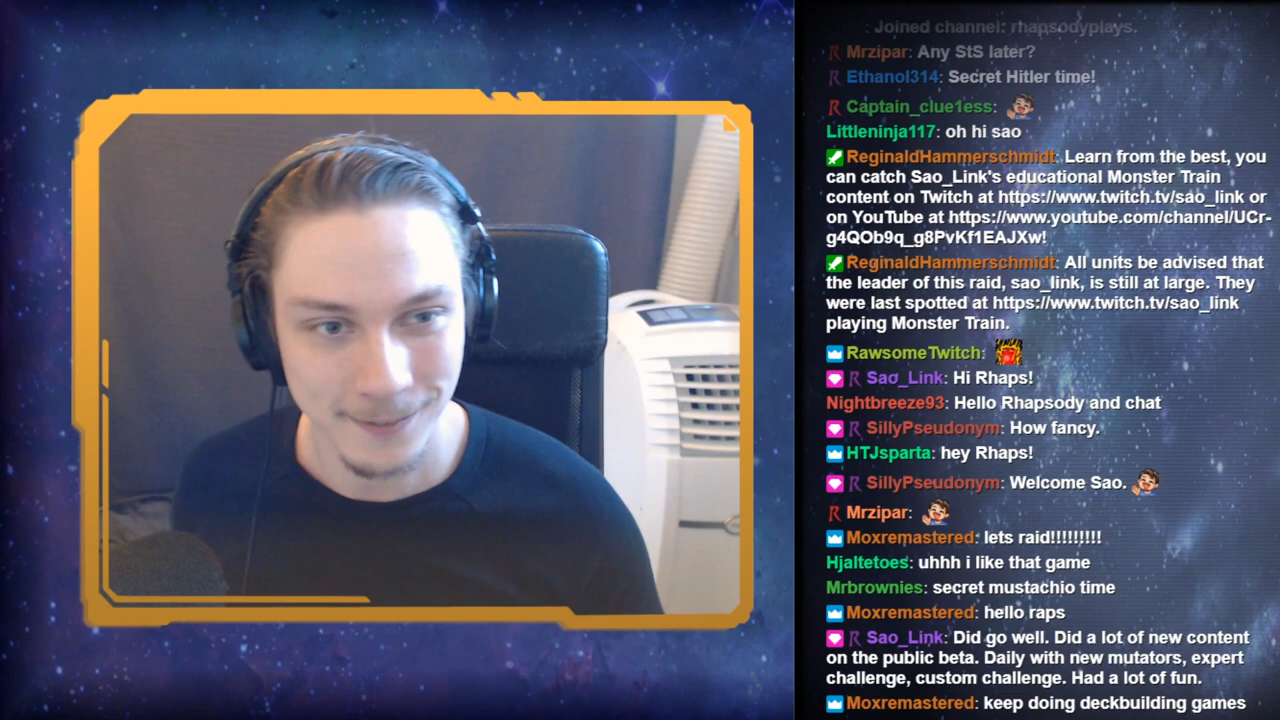 : Joined channel: rhapsodyplays.
Mrzipar: Any StS later?
Ethanol314: Secret Hitler time!
Captain_clue1ess:
Littleninja117: oh hi sao
ReginaldHammerschmidt: Learn from the best, you
can catch Sao_Link's educational Monster Train
content on Twitch at https://www.twitch.tv/sao_link or
on YouTube at https://www.youtube.com/channel/UCr-
g4QOb9q_g8PvKf1EAJXw!
ReginaldHammerschmidt: All units be advised that
the leader of this raid, sao_link, is still at large. They
were last spotted at https://www.twitch.tv/sao_link
playing Monster Train.
RawsomeTwitch:
Sao_Link: Hi Rhaps!
Nightbreeze93: Hello Rhapsody and chat
SillyPseudonym: How fancy.
HTJsparta: hey Rhaps!
SillyPseudonym: Welcome Sao.
Mrzipar:
Moxremastered: lets raid!!!!!!!!!
Hjaltetoes: uhhh i like that game
Mrbrownies: secret mustachio time
Moxremastered: hello raps
Sao_Link: Did go well. Did a lot of new content
on the public beta. Daily with new mutators, expert
challenge, custom challenge. Had a lot of fun.
Moxremastered: keep doing deckbuilding games